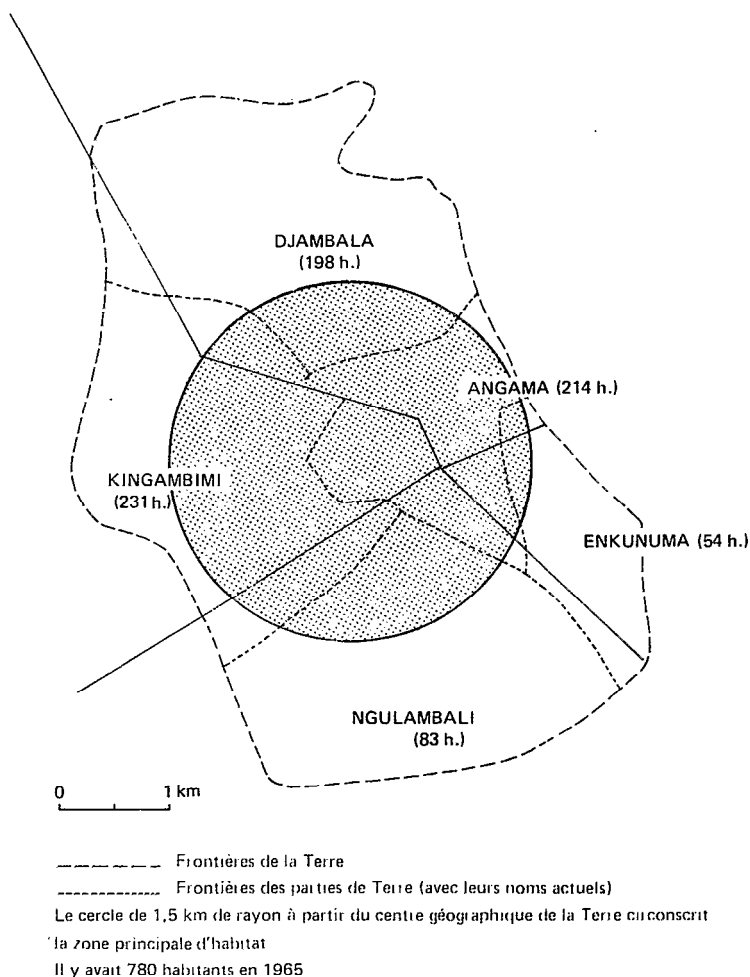 DJAMBALA
(198 h.)
ANGAMA (214 h.)
KINGAMBIMI
(231 h.)
ENKUNUMA (54 h.)
NGULAMBALI
(83 h.)
0 1 km
Frontières de la Terre
Frontières des parties de Terre (avec leurs noms actuels)
Le cercle de 1,5 km de rayon à partir du centre géographique de la Terre circonscrit
la zone principale d'habitat
Il y avait 780 habitants en 1965